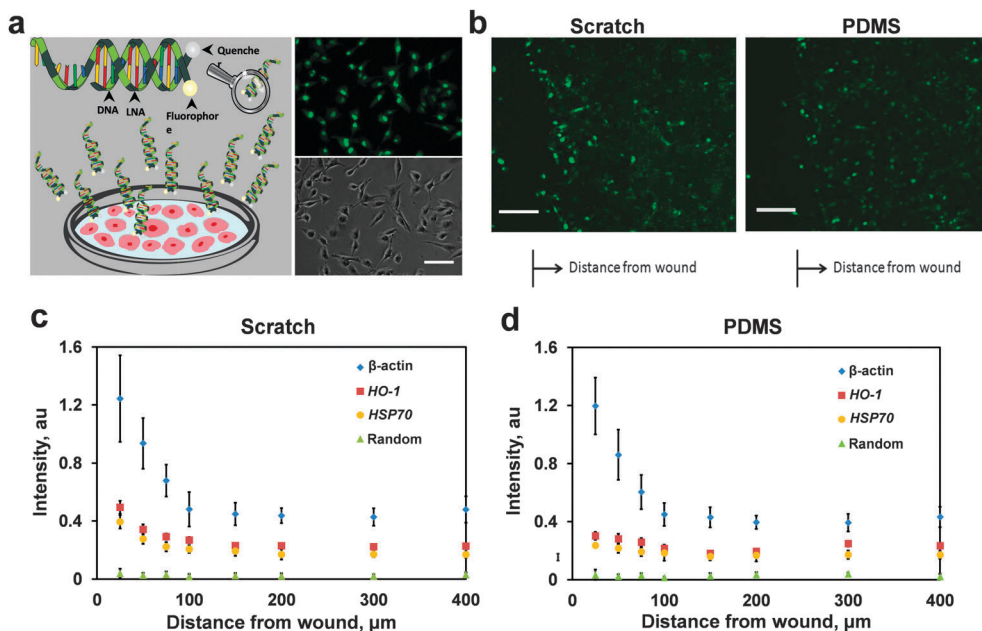 a
Quenche
r
DNA
LNA
Fluorophor
e
b
Scratch
PDMS
Distance from wound
Distance from wound
c
Scratch
1.6
1.2
0.8
0.4
0
Intensity, au
β-actin
HO-1
HSP70
Random
0
100
200
300
400
Distance from wound, µm
d
PDMS
1.6
1.2
0.8
0.4
0
Intensity, au
β-actin
HO-1
HSP70
Random
0
100
200
300
400
Distance from wound, µm